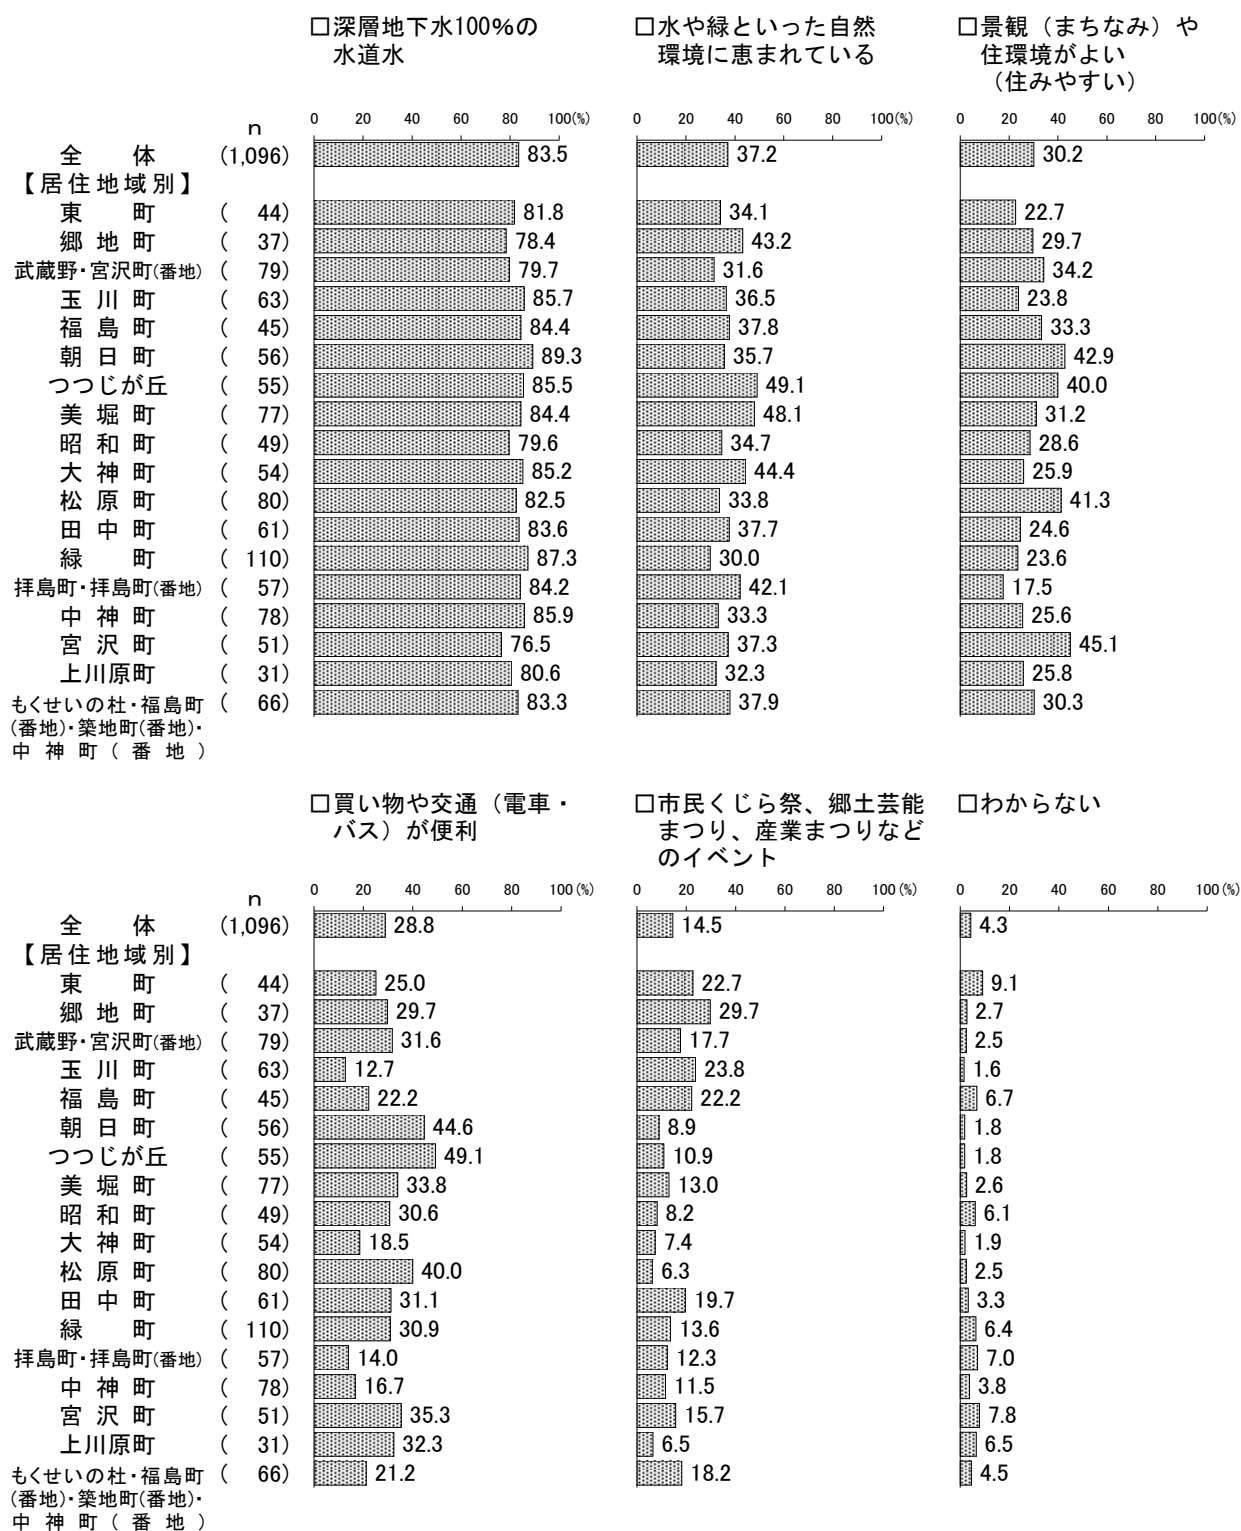 □深層地下水100%の
水道水
□水や緑といった自然
環境に恵まれている
□景観（まちなみ）や
住環境がよい
（住みやすい）
n
0 20 40 60 80 100(%)
0 20 40 60 80 100(%)
0 20 40 60 80 100(%)
全体 (1,096) 83.5 37.2 30.2
【居住地域別】
東町 ( 44) 81.8 34.1 22.7
郷地町 ( 37) 78.4 43.2 29.7
武蔵野・宮沢町(番地) ( 79) 79.7 31.6 34.2
玉川町 ( 63) 85.7 36.5 23.8
福島町 ( 45) 84.4 37.8 33.3
朝日町 ( 56) 89.3 35.7 42.9
つつじが丘 ( 55) 85.5 49.1 40.0
美堀町 ( 77) 84.4 48.1 31.2
昭和町 ( 49) 79.6 34.7 28.6
大神町 ( 54) 85.2 44.4 25.9
松原町 ( 80) 82.5 33.8 41.3
田中町 ( 61) 83.6 37.7 24.6
緑町 ( 110) 87.3 30.0 23.6
拝島町・拝島町(番地) ( 57) 84.2 42.1 17.5
中神町 ( 78) 85.9 33.3 25.6
宮沢町 ( 51) 76.5 37.3 45.1
上川原町 ( 31) 80.6 32.3 25.8
もくせいの杜・福島町 ( 66) 83.3 37.9 30.3
(番地)・築地町(番地)・
中神町(番地)
□買い物や交通（電車・
バス）が便利
□市民くじら祭、郷土芸能
まつり、産業まつりなど
のイベント
□わからない
n
0 20 40 60 80 100(%)
0 20 40 60 80 100(%)
0 20 40 60 80 100(%)
全体 (1,096) 28.8 14.5 4.3
【居住地域別】
東町 ( 44) 25.0 22.7 9.1
郷地町 ( 37) 29.7 29.7 2.7
武蔵野・宮沢町(番地) ( 79) 31.6 17.7 2.5
玉川町 ( 63) 12.7 23.8 1.6
福島町 ( 45) 22.2 22.2 6.7
朝日町 ( 56) 44.6 8.9 1.8
つつじが丘 ( 55) 49.1 10.9 1.8
美堀町 ( 77) 33.8 13.0 2.6
昭和町 ( 49) 30.6 8.2 6.1
大神町 ( 54) 18.5 7.4 1.9
松原町 ( 80) 40.0 6.3 2.5
田中町 ( 61) 31.1 19.7 3.3
緑町 ( 110) 30.9 13.6 6.4
拝島町・拝島町(番地) ( 57) 14.0 12.3 7.0
中神町 ( 78) 16.7 11.5 3.8
宮沢町 ( 51) 35.3 15.7 7.8
上川原町 ( 31) 32.3 6.5 6.5
もくせいの杜・福島町 ( 66) 21.2 18.2 4.5
(番地)・築地町(番地)・
中神町(番地)